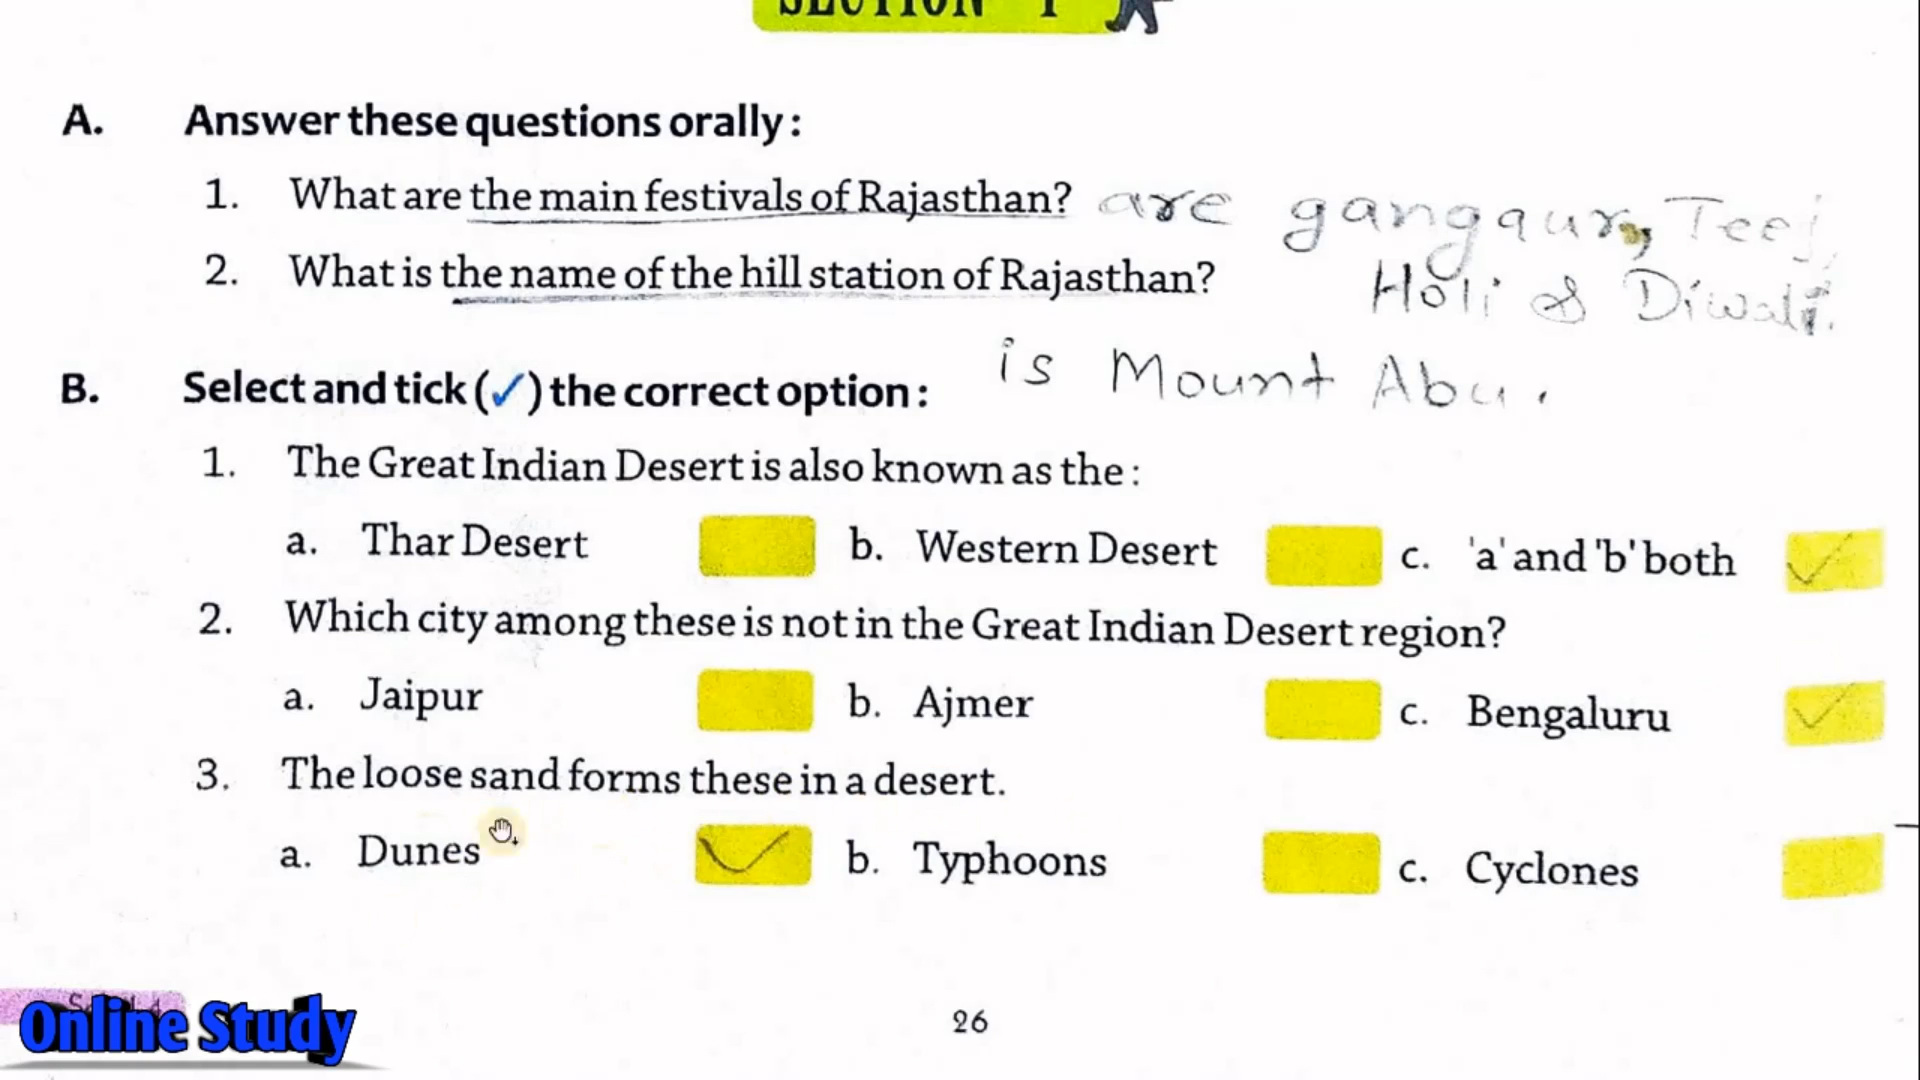 SECTION - I
A. Answer these questions orally:
1. What are the main festivals of Rajasthan? are gangaur, Teej,
2. What is the name of the hill station of Rajasthan? Holi & Diwali.
is Mount Abu.
B. Select and tick (✓) the correct option:
1. The Great Indian Desert is also known as the:
a. Thar Desert b. Western Desert c. 'a' and 'b' both ✓
2. Which city among these is not in the Great Indian Desert region?
a. Jaipur b. Ajmer c. Bengaluru ✓
3. The loose sand forms these in a desert.
a. Dunes ✓ b. Typhoons c. Cyclones
Online Study
26